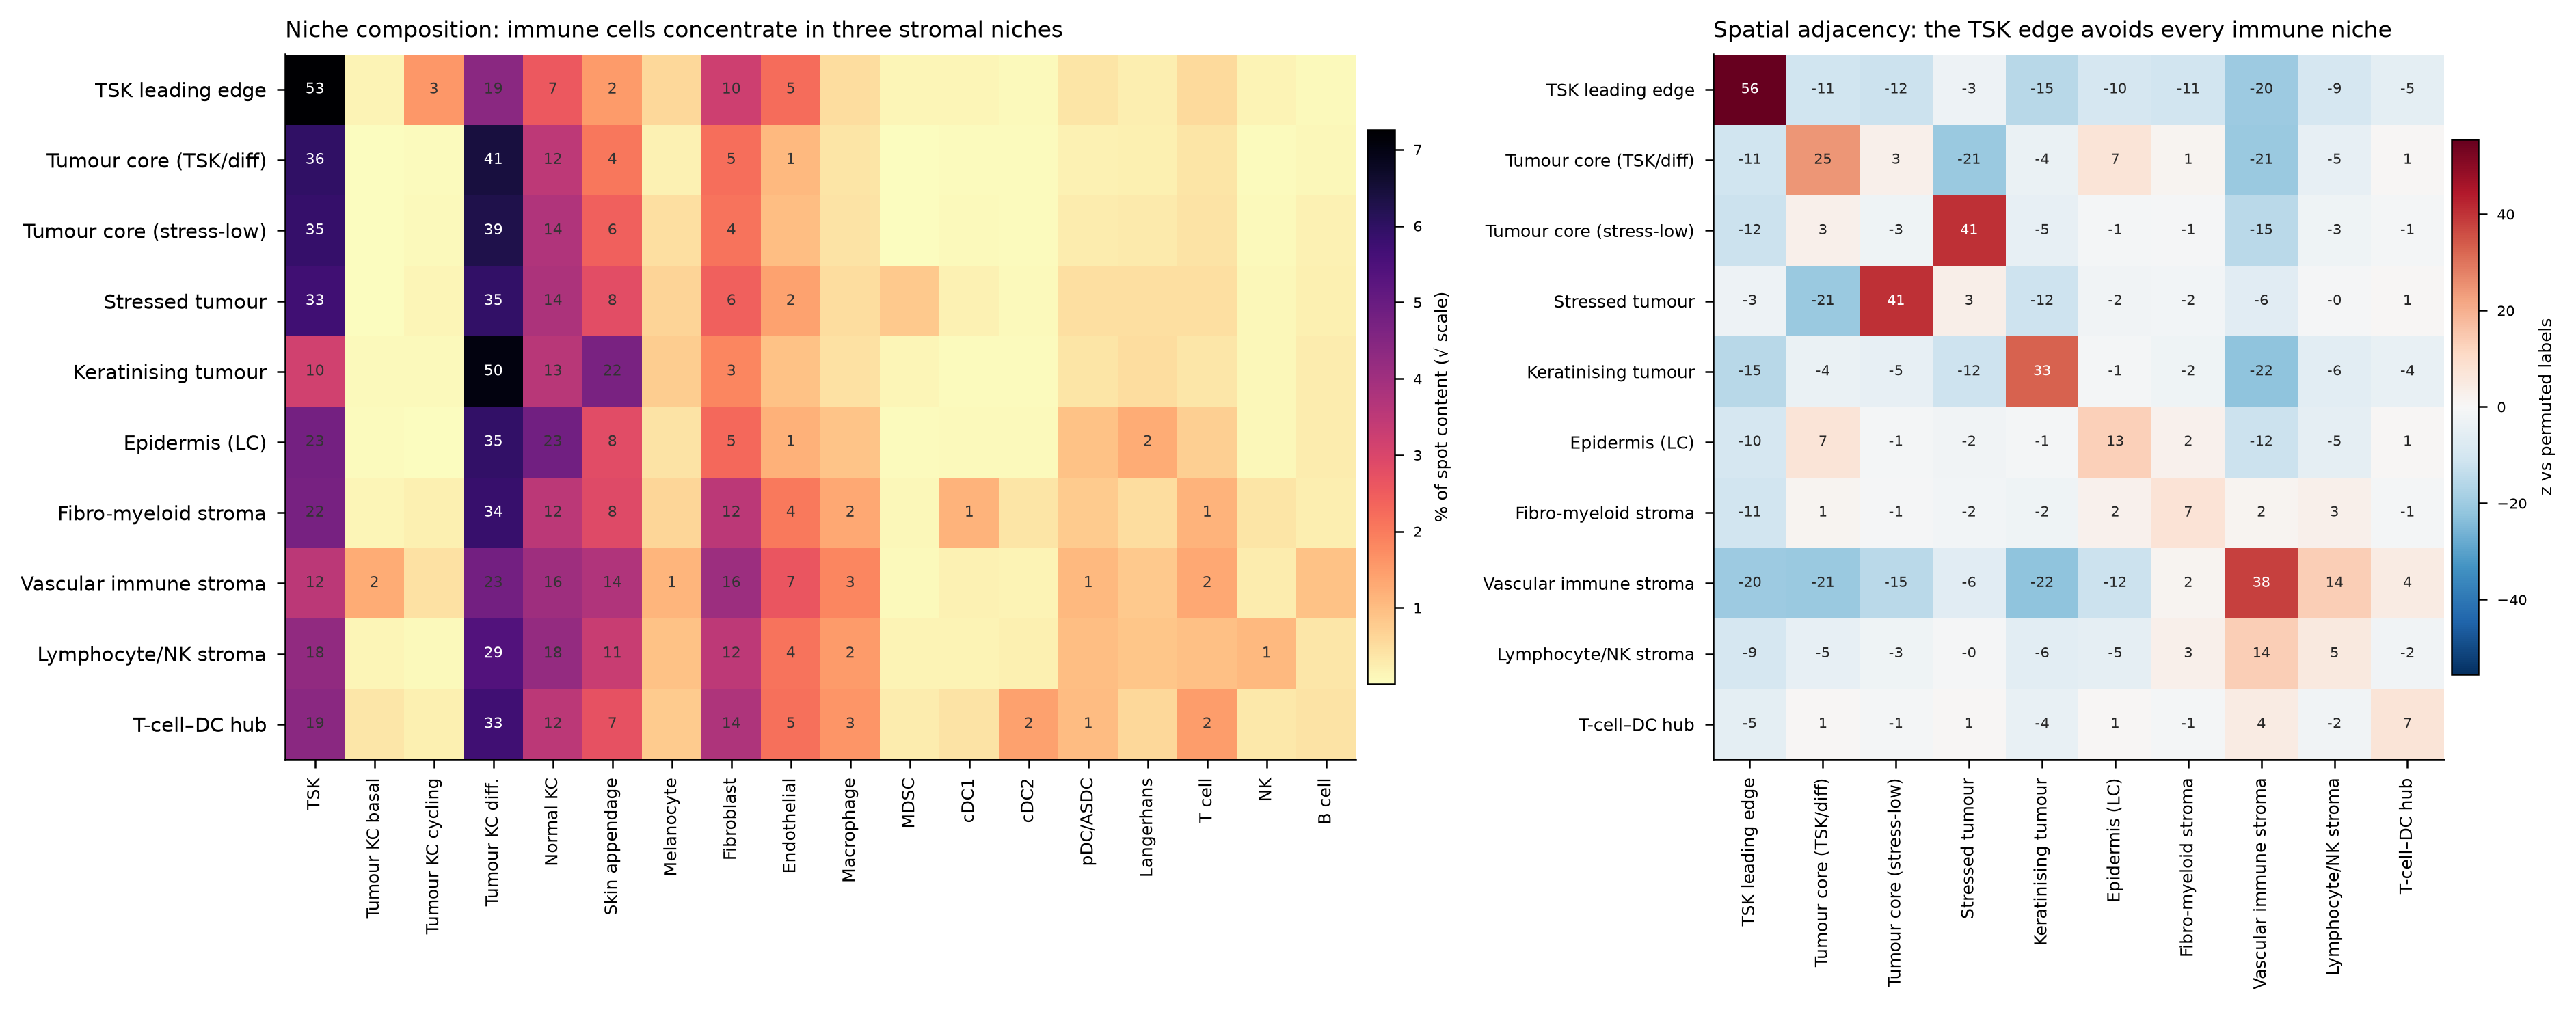 Niche composition: immune cells concentrate in three stromal niches
TSK leading edge 53 3 19 7 2 10 5
Tumour core (TSK/diff) 36 41 12 4 5 1
Tumour core (stress-low) 35 39 14 6 4
Stressed tumour 33 35 14 8 6 2
Keratinising tumour 10 50 13 22 3
Epidermis (LC) 23 35 23 8 5 1 2
Fibro-myeloid stroma 22 34 12 8 12 4 2 1 1
Vascular immune stroma 12 2 23 16 14 1 16 7 3 1 2
Lymphocyte/NK stroma 18 29 18 11 12 4 2 1
T-cell–DC hub 19 33 12 7 14 5 3 2 1 2
TSK
Tumour KC basal
Tumour KC cycling
Tumour KC diff.
Normal KC
Skin appendage
Melanocyte
Fibroblast
Endothelial
Macrophage
MDSC
cDC1
cDC2
pDC/ASDC
Langerhans
T cell
NK
B cell
7
6
5
4
3
2
1
% of spot content (√ scale)
Spatial adjacency: the TSK edge avoids every immune niche
TSK leading edge 56 -11 -12 -3 -15 -10 -11 -20 -9 -5
Tumour core (TSK/diff) -11 25 3 -21 -4 7 1 -21 -5 1
Tumour core (stress-low) -12 3 -3 41 -5 -1 -1 -15 -3 -1
Stressed tumour -3 -21 41 3 -12 -2 -2 -6 -0 1
Keratinising tumour -15 -4 -5 -12 33 -1 -2 -22 -6 -4
Epidermis (LC) -10 7 -1 -2 -1 13 2 -12 -5 1
Fibro-myeloid stroma -11 1 -1 -2 -2 2 7 2 3 -1
Vascular immune stroma -20 -21 -15 -6 -22 -12 2 38 14 4
Lymphocyte/NK stroma -9 -5 -3 -0 -6 -5 3 14 5 -2
T-cell–DC hub -5 1 -1 1 -4 1 -1 4 -2 7
TSK leading edge
Tumour core (TSK/diff)
Tumour core (stress-low)
Stressed tumour
Keratinising tumour
Epidermis (LC)
Fibro-myeloid stroma
Vascular immune stroma
Lymphocyte/NK stroma
T-cell–DC hub
40
20
0
−20
−40
z vs permuted labels